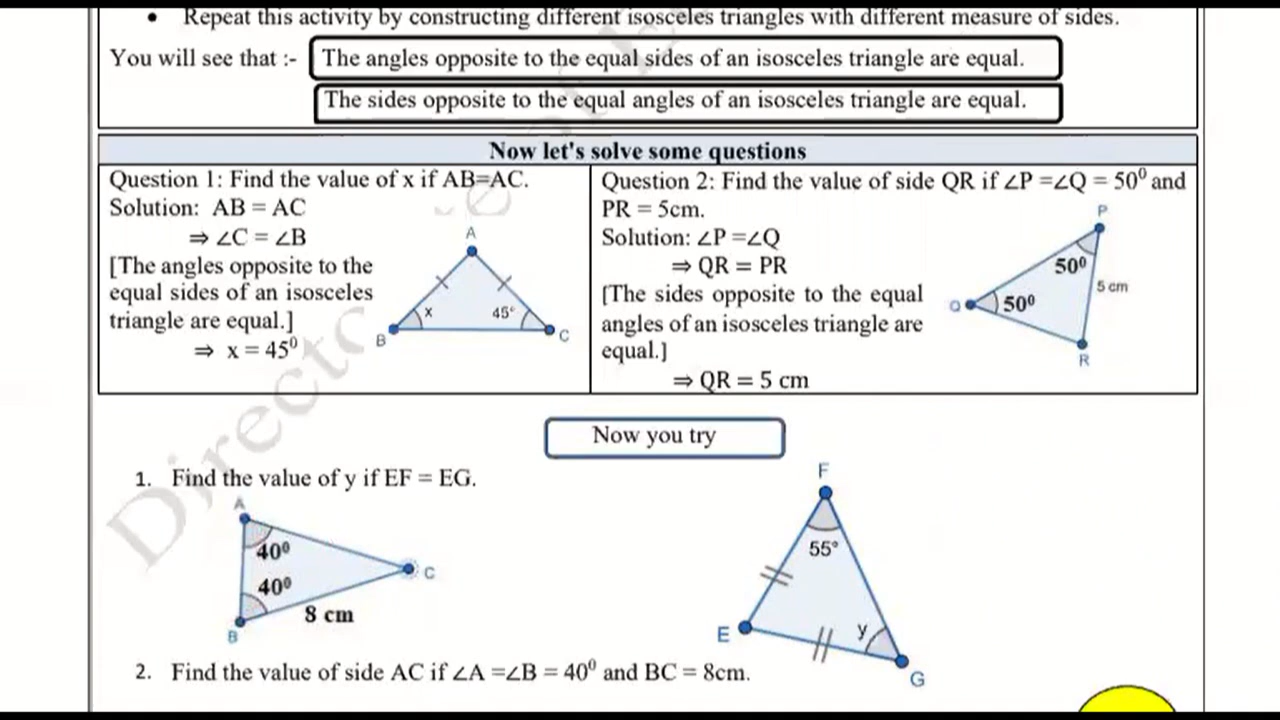 • Repeat this activity by constructing different isosceles triangles with different measure of sides.
You will see that :- The angles opposite to the equal sides of an isosceles triangle are equal.
The sides opposite to the equal angles of an isosceles triangle are equal.
Now let's solve some questions
Question 1: Find the value of x if AB=AC.
Solution: AB = AC
⇒ ∠C = ∠B
[The angles opposite to the
equal sides of an isosceles
triangle are equal.]
⇒ x = 45⁰
A
x
45°
B
C
Question 2: Find the value of side QR if ∠P =∠Q = 50⁰ and
PR = 5cm.
Solution: ∠P =∠Q
⇒ QR = PR
[The sides opposite to the equal
angles of an isosceles triangle are
equal.]
⇒ QR = 5 cm
P
50⁰
5 cm
Q
50⁰
R
Now you try
1. Find the value of y if EF = EG.
A
40⁰
C
40⁰
8 cm
B
F
55°
E
y
G
2. Find the value of side AC if ∠A =∠B = 40⁰ and BC = 8cm.
Directo